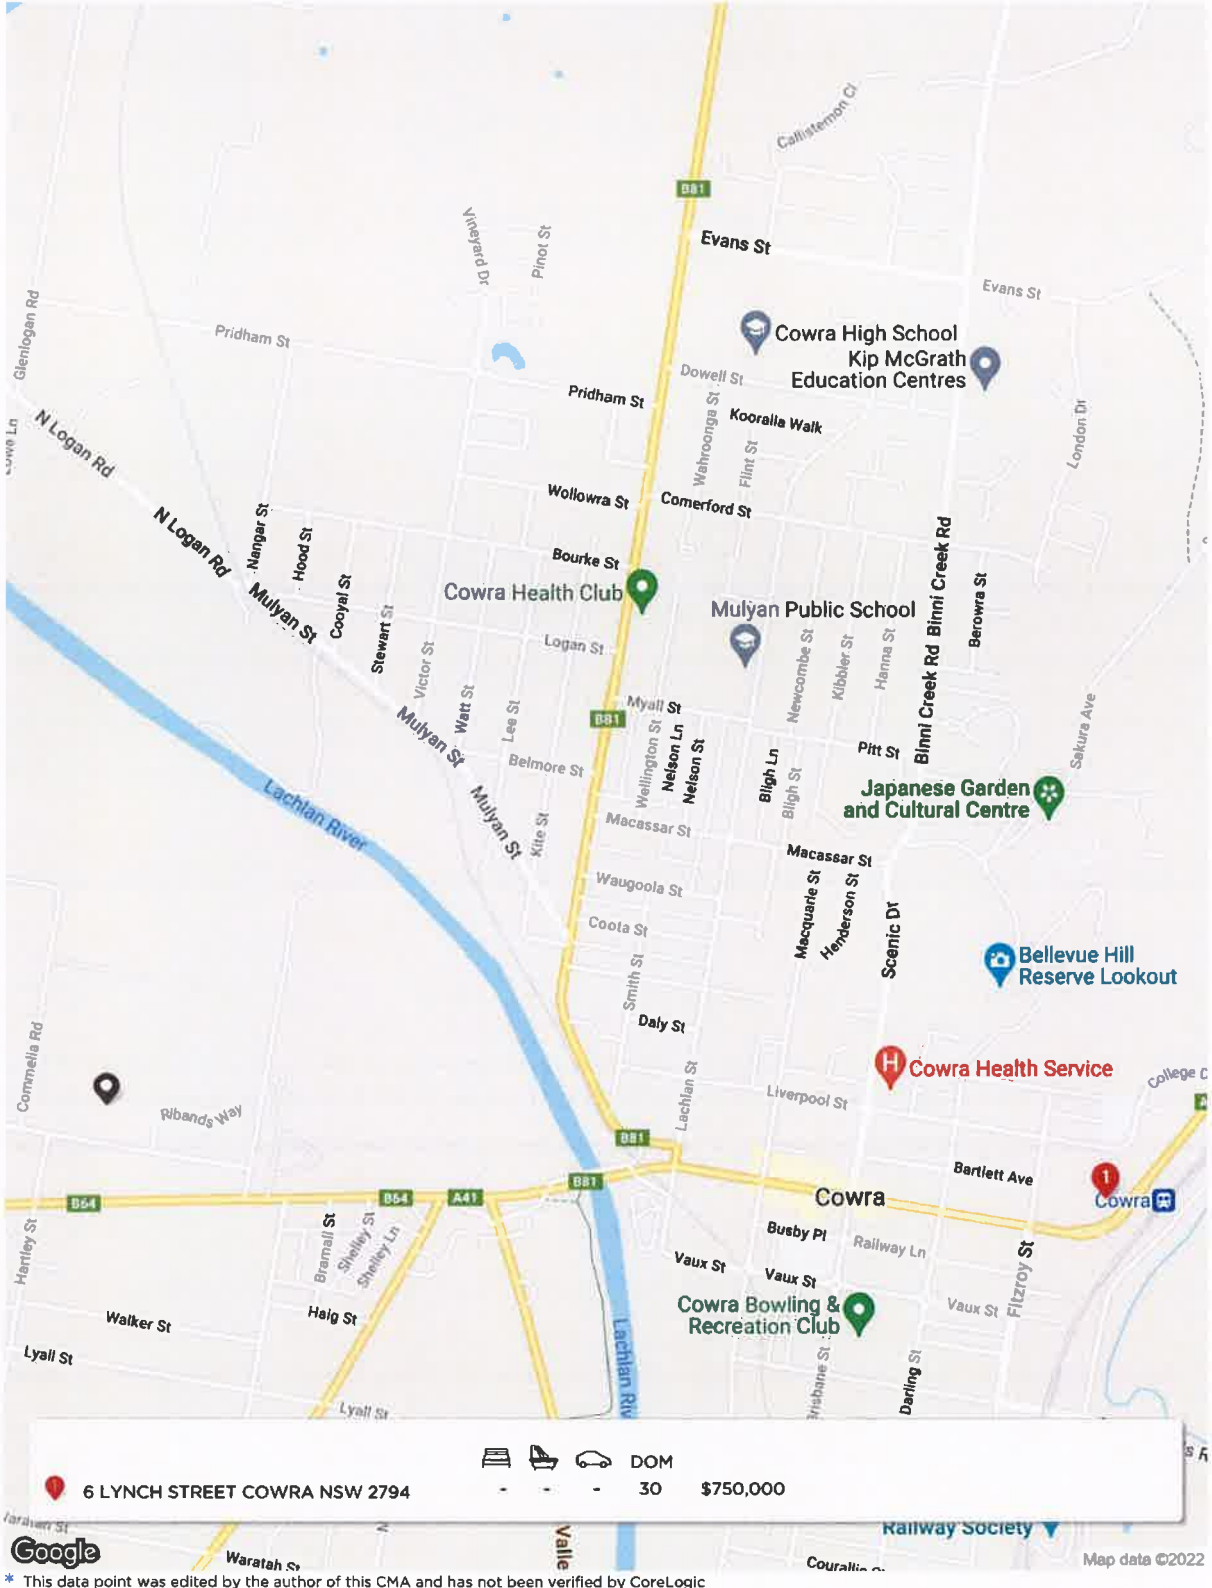 Callistemon Cl
B81
Vineyard Dr
Pinot St
Evans St
Evans St
Glenlogan Rd
Pridham St
Cowra High School
Kip McGrath
Education Centres
Dowell St
Pridham St
Wahroonga St
Kooralla Walk
London Dr
N Logan Rd
Flint St
Wollowra St
Comerford St
N Logan Rd
Nangar St
Hood St
Bourke St
Binni Creek Rd
Cowra Health Club
Mulyan St
Cooyal St
Stewart St
Mulyan Public School
Berowra St
Logan St
Victor St
Newcombe St
Kibbler St
Hanna St
Binni Creek Rd
Watt St
Lee St
Myall St
B81
Mulyan St
Wellington St
Nelson Ln
Nelson St
Pitt St
Sakura Ave
Belmore St
Bligh Ln
Bligh St
Japanese Garden
and Cultural Centre
Lachlan River
Mulyan St
Kite St
Macassar St
Macassar St
Waugoola St
Macquarie St
Henderson St
Scenic Dr
Coota St
Bellevue Hill
Reserve Lookout
Smith St
Daly St
Commelia Rd
Cowra Health Service
Lachlan St
Liverpool St
College
Ribands Way
B81
Bartlett Ave
1
B64
B64
A41
B81
Cowra
Cowra
Hartley St
Bramall St
Shelley St
Shelley Ln
Busby Pl
Railway Ln
Vaux St
Vaux St
Fitzroy St
Walker St
Haig St
Cowra Bowling &
Recreation Club
Vaux St
Lyall St
Lachlan Riv
Darling St
Lyall St
DOM
1 6 LYNCH STREET COWRA NSW 2794 - - - 30 $750,000
Railway Society
Google
Waratah St
Valle
Map data ©2022
* This data point was edited by the author of this CMA and has not been verified by CoreLogic